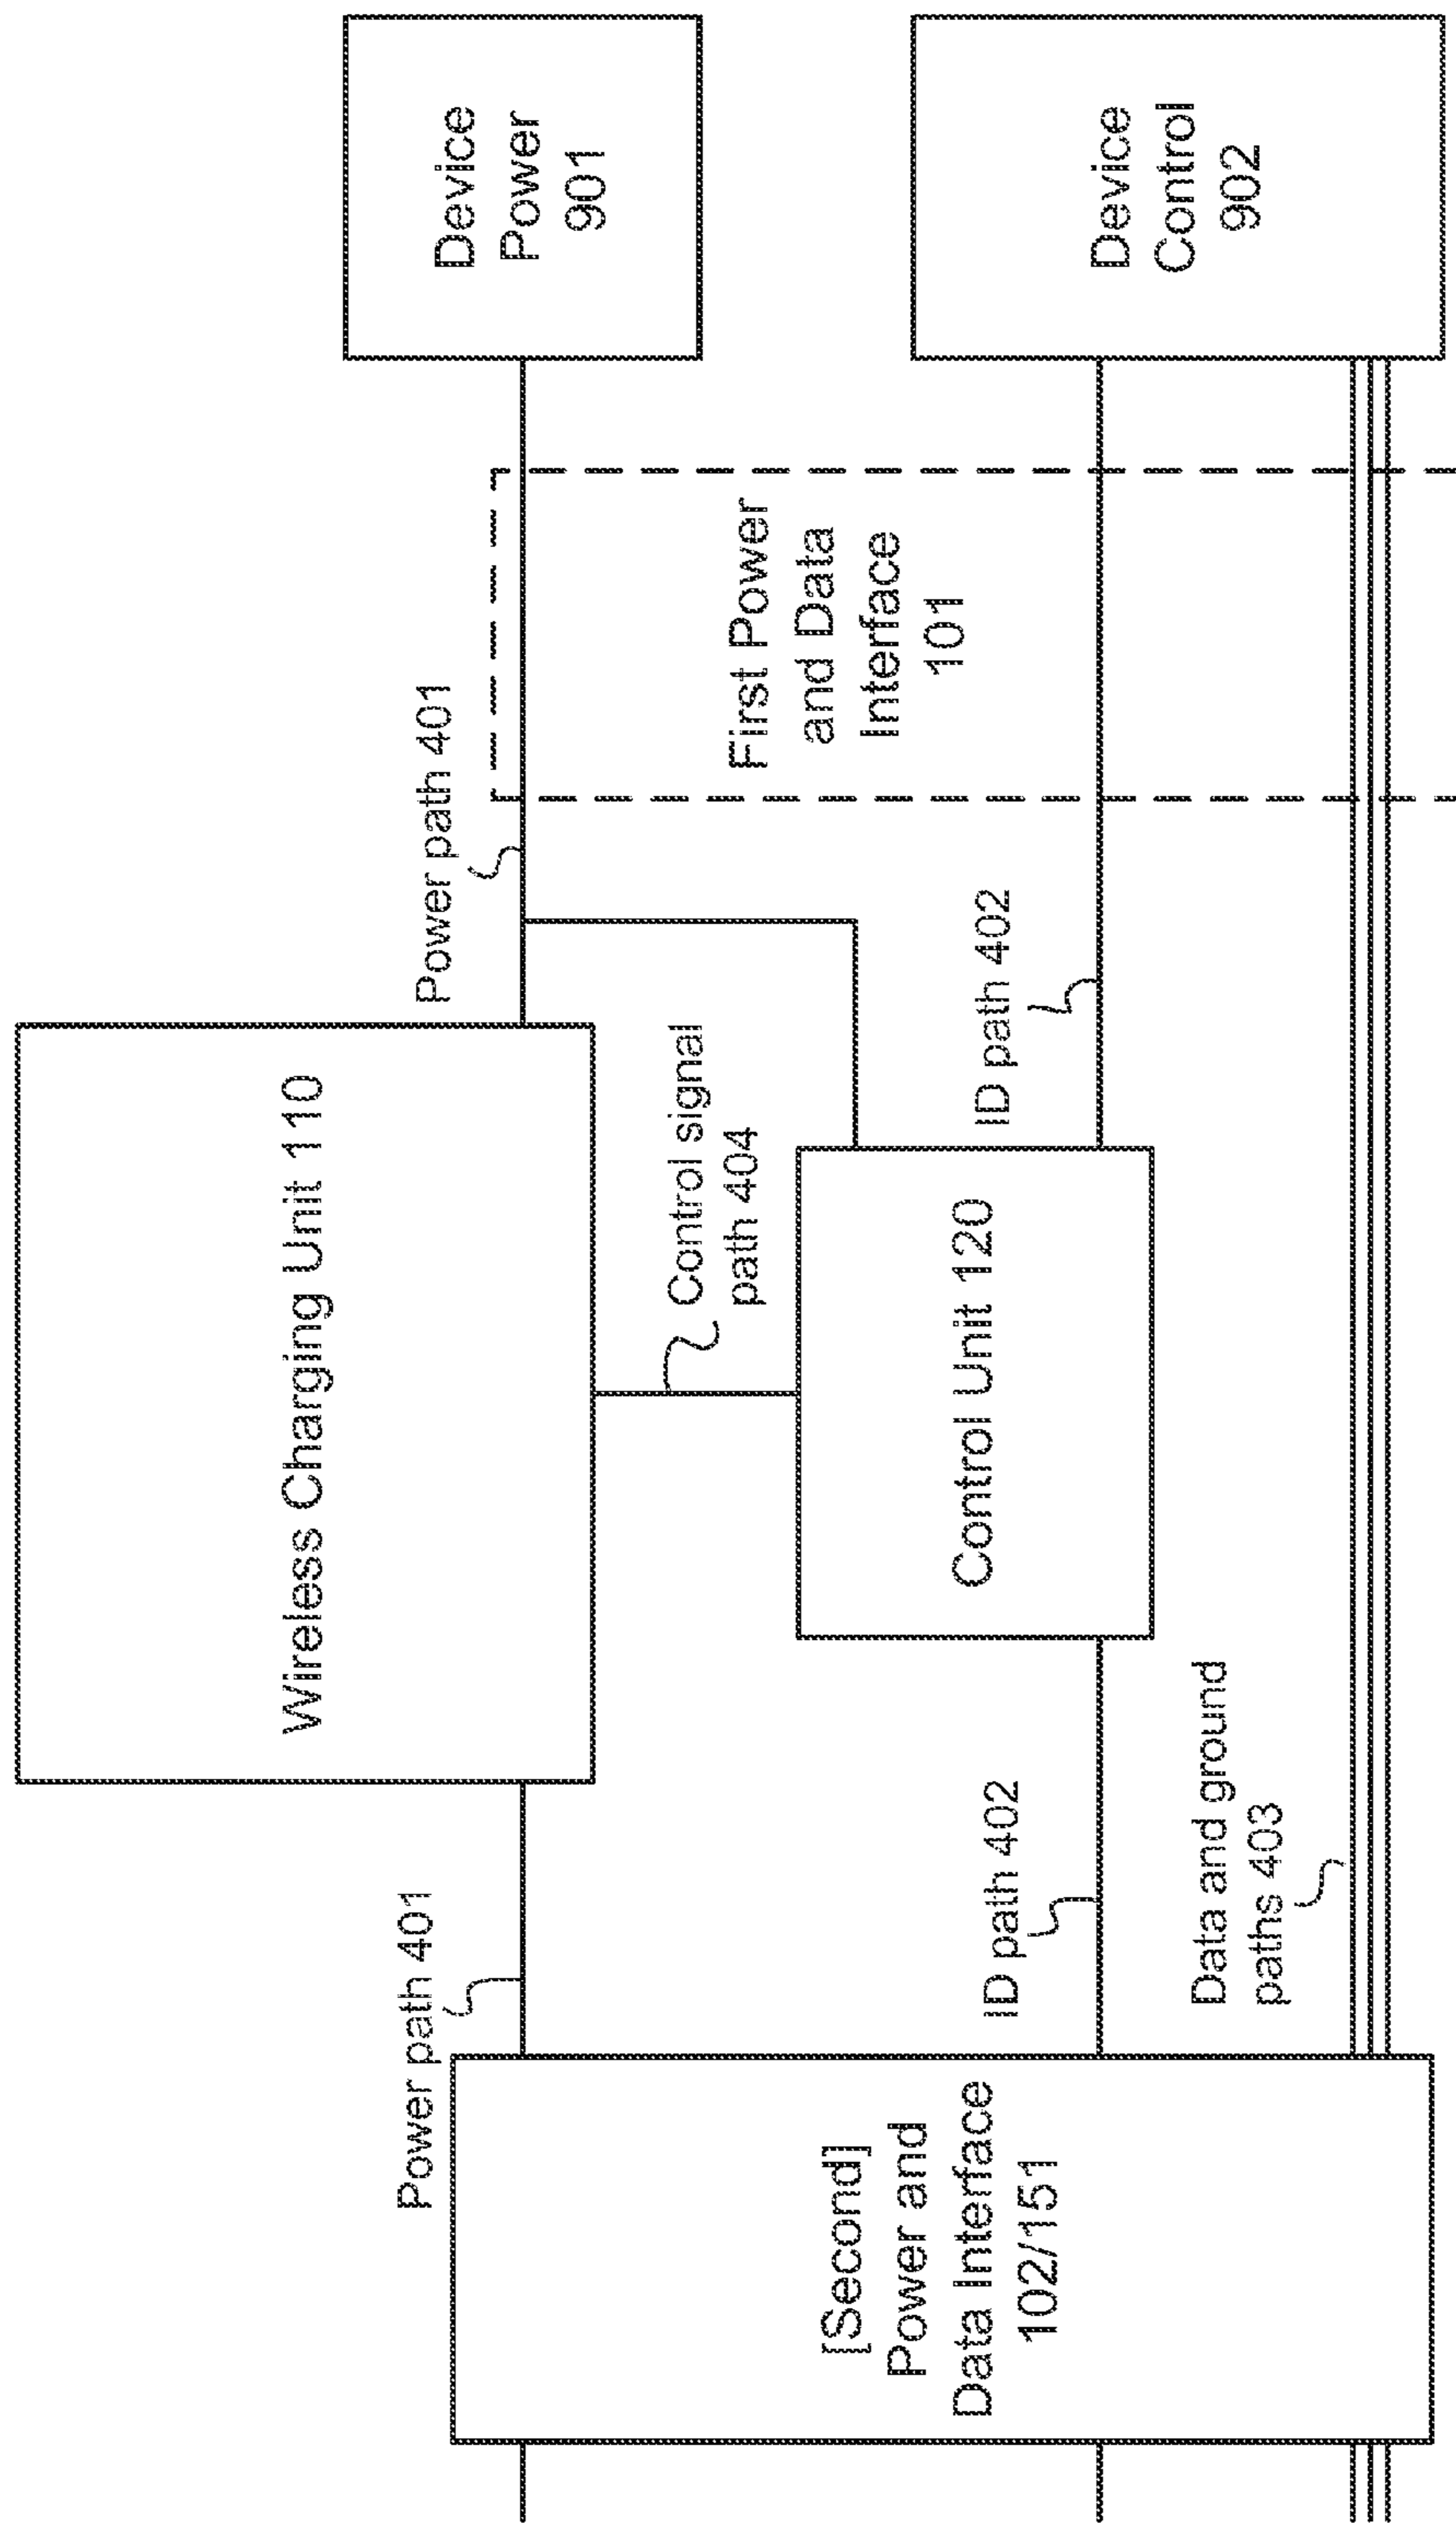 Wireless Charging Unit 110
Power path 401
Power path 401
Device
Power
901
Control signal
path 404
[Second]
Power and
Data Interface
102/151
Control Unit 120
First Power
and Data
Interface
101
ID path 402
ID path 402
Device
Control
902
Data and ground
paths 403